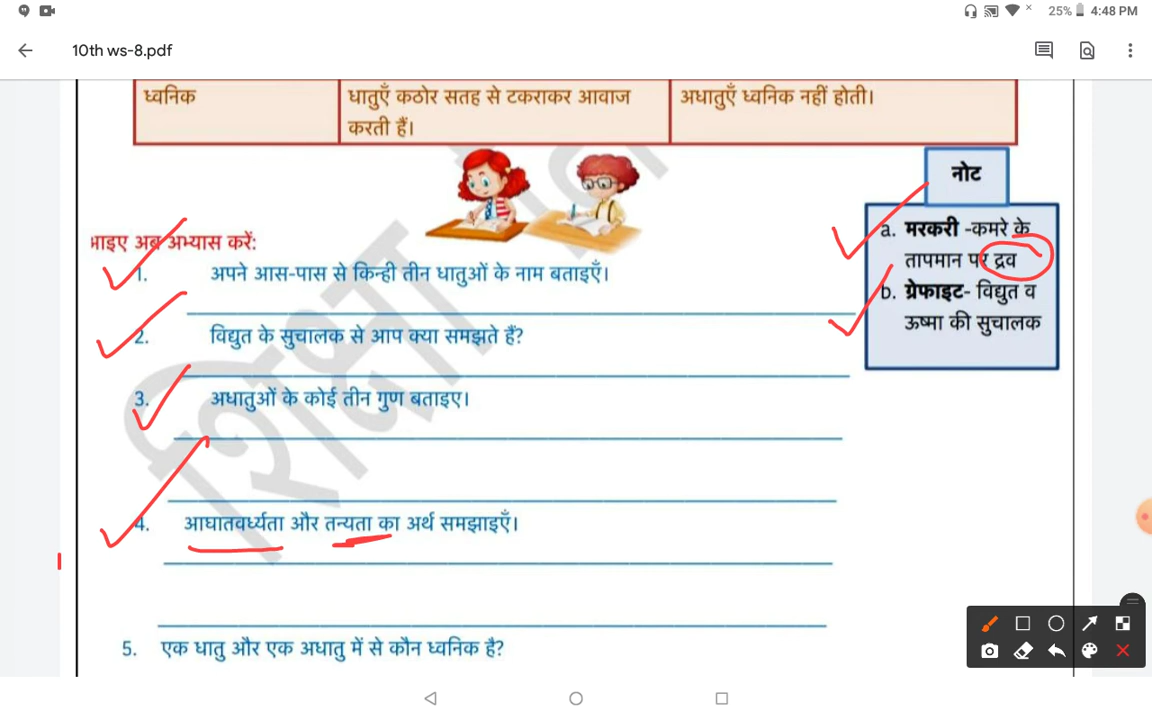 25% 4:48 PM
10th ws-8.pdf
ध्वनिक
धातुएँ कठोर सतह से टकराकर आवाज
करती हैं।
अधातुएँ ध्वनिक नहीं होती।
नोट
a. मरकरी -कमरे के
तापमान पर द्रव
b. ग्रेफाइट- विद्युत व
ऊष्मा की सुचालक
आइए अब अभ्यास करें:
1. अपने आस-पास से किन्ही तीन धातुओं के नाम बताइएँ।
2. विद्युत के सुचालक से आप क्या समझते हैं?
3. अधातुओं के कोई तीन गुण बताइए।
4. आघातवर्ध्यता और तन्यता का अर्थ समझाइएँ।
5. एक धातु और एक अधातु में से कौन ध्वनिक है?
शिक्षा